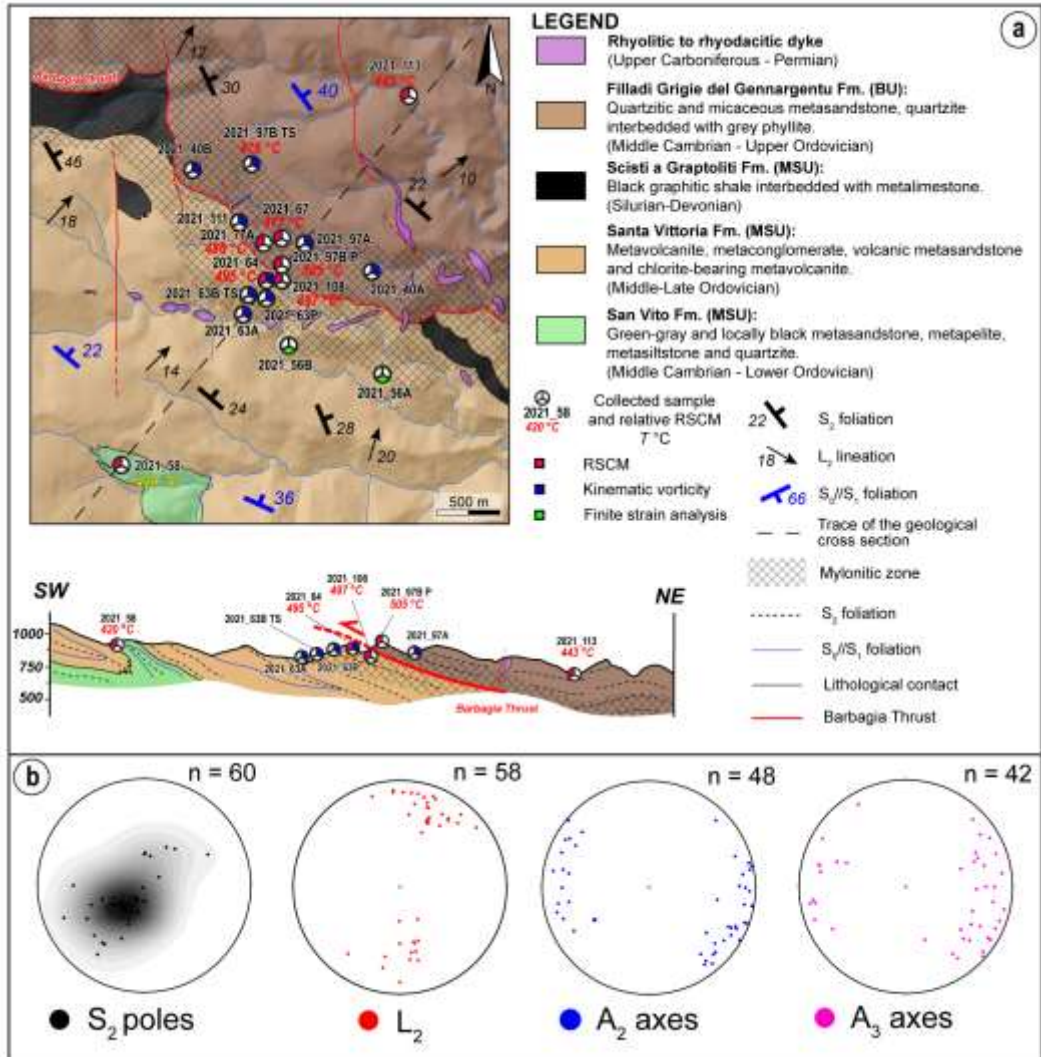 a
LEGEND
Rhyolitic to rhyodacitic dyke
(Upper Carboniferous - Permian)
Filladi Grigie del Gennargentu Fm. (BU):
Quartzitic and micaceous metasandstone, quartzite
interbedded with grey phyllite.
(Middle Cambrian - Upper Ordovician)
Scisti a Graptoliti Fm. (MSU):
Black graphitic shale interbedded with metalimestone.
(Silurian-Devonian)
Santa Vittoria Fm. (MSU):
Metavolcanite, metaconglomerate, volcanic metasandstone
and chlorite-bearing metavolcanite.
(Middle-Late Ordovician)
San Vito Fm. (MSU):
Green-gray and locally black metasandstone, metapelite,
metasiltstone and quartzite.
(Middle Cambrian - Lower Ordovician)
2021_58
420 °C
Collected sample
and relative RSCM
T °C
RSCM
Kinematic vorticity
Finite strain analysis
22 S2 foliation
18 L2 lineation
66 S0//S1 foliation
Trace of the geological
cross section
Mylonitic zone
S2 foliation
S0//S1 foliation
Lithological contact
Barbagia Thrust
12
30
40
2021_113
443 °C
N
2021_97B TS
2021_40B
46
18
22
10
2021_311
2021_67
2021_77A
2021_97A
2021_64
495 °C
2021_97B P
505 °C
2021_63B TS
2021_108
497 °C
2021_40A
2021_63P
2021_63A
22
14
2021_56B
2021_56A
24
28
20
2021_58
36
500 m
SW
NE
1000
750
500
2021_58
420 °C
2021_63B TS
2021_64
495 °C
2021_108
497 °C
2021_97B P
505 °C
2021_97A
2021_113
443 °C
2021_63A
Barbagia Thrust
b
n = 60
n = 58
n = 48
n = 42
S2 poles
L2
A2 axes
A3 axes